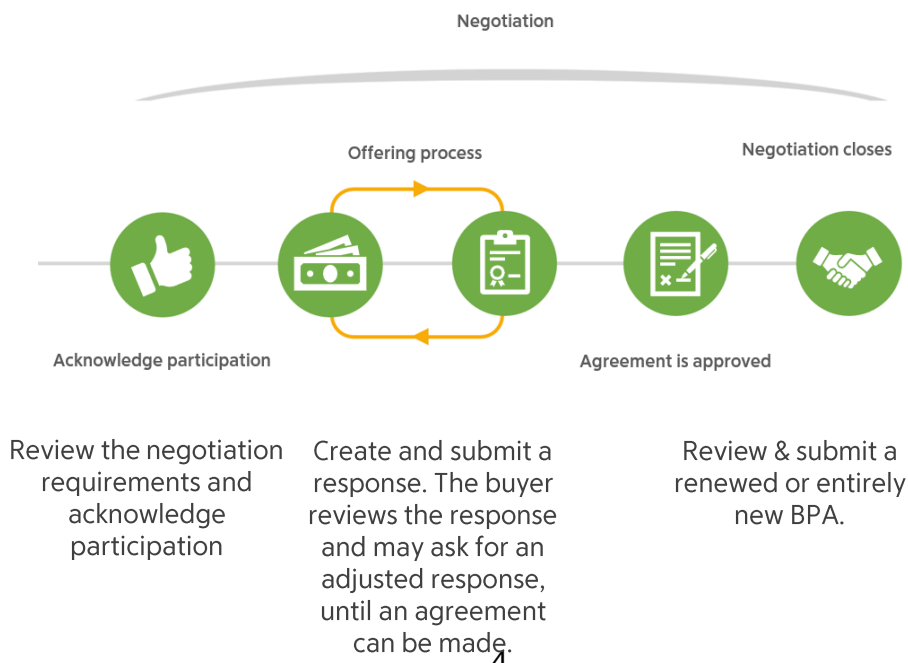 Negotiation
Offering process
Negotiation closes
Acknowledge participation
Agreement is approved
Review the negotiation
requirements and
acknowledge
participation
Create and submit a
response. The buyer
reviews the response
and may ask for an
adjusted response,
until an agreement
can be made.
Review & submit a
renewed or entirely
new BPA.